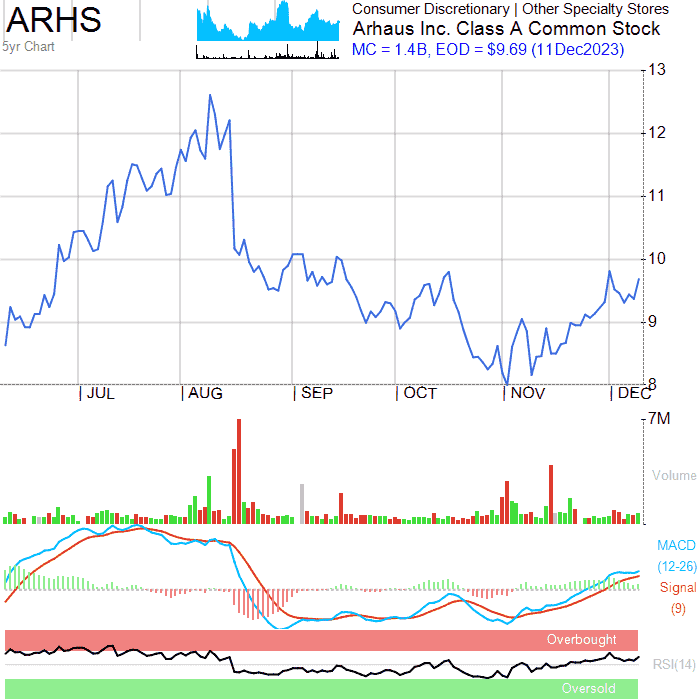 ARHS
5yr Chart
Consumer Discretionary | Other Specialty Stores
Arhaus Inc. Class A Common Stock
MC = 1.4B, EOD = $9.69 (11Dec2023)
13
12
11
10
9
8
JUL
AUG
SEP
OCT
NOV
DEC
7M
Volume
MACD
(12-26)
Signal
(9)
Overbought
RSI(14)
Oversold